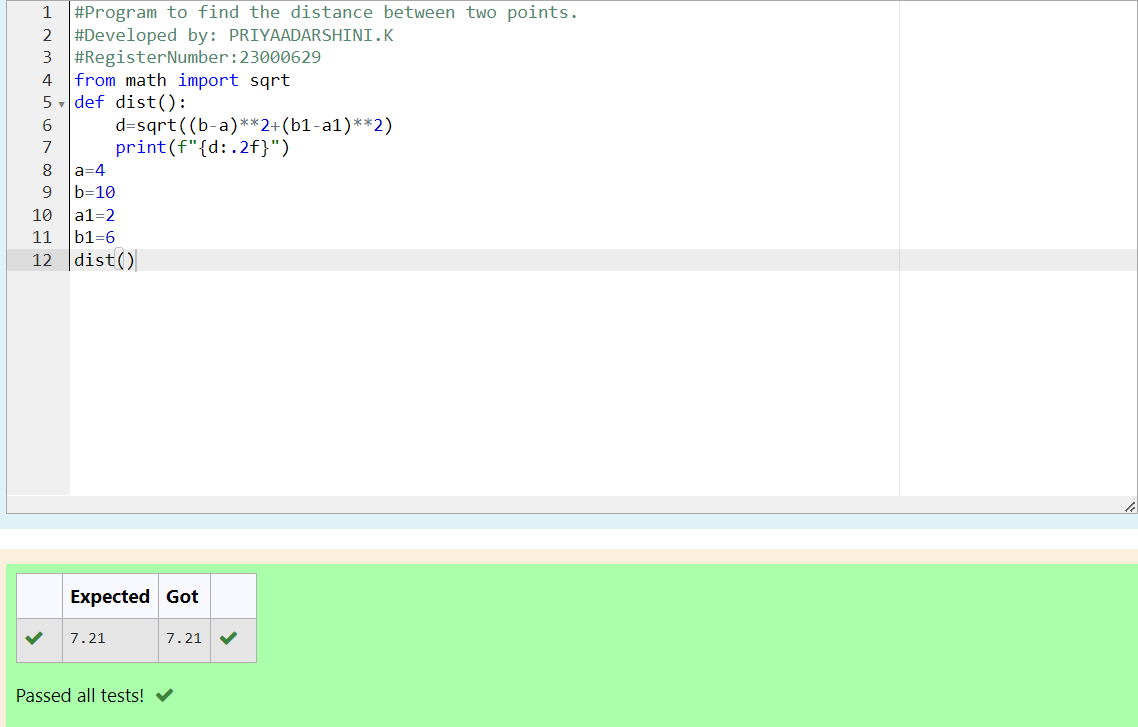 1 #Program to find the distance between two points.
2 #Developed by: PRIYAADARSHINI.K
3 #RegisterNumber:23000629
4 from math import sqrt
5 def dist():
6     d=sqrt((b-a)**2+(b1-a1)**2)
7     print(f"{d:.2f}")
8 a=4
9 b=10
10 a1=2
11 b1=6
12 dist()
Expected Got
7.21 7.21
Passed all tests!